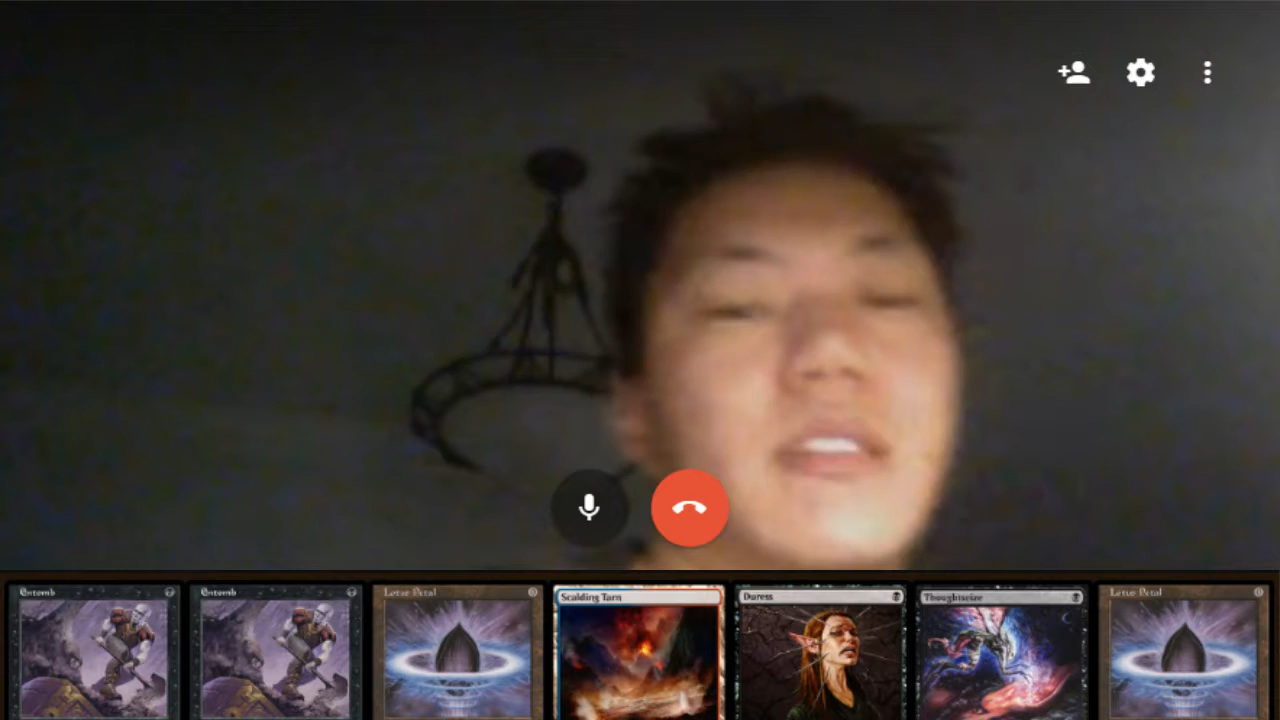 Entomb
Entomb
Lotus Petal
Scalding Tarn
Duress
Thoughtseize
Lotus Petal